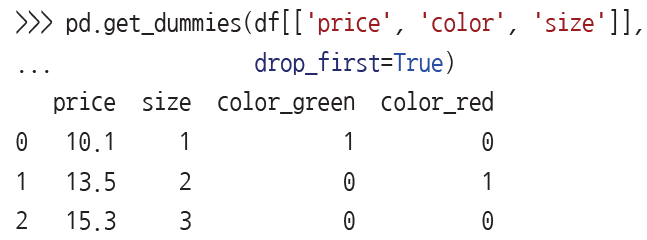 >>> pd.get_dummies(df[['price', 'color', 'size']],
...                drop_first=True)
   price  size  color_green  color_red
0   10.1     1            1          0
1   13.5     2            0          1
2   15.3     3            0          0